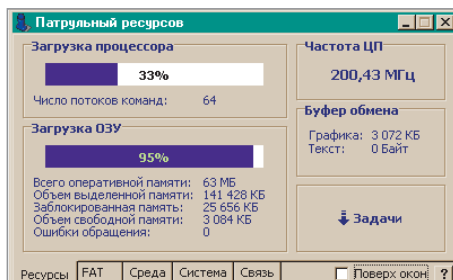 Патрульный ресурсов
Загрузка процессора
33%
Число потоков команд: 64
Частота ЦП
200,43 МГц
Буфер обмена
Графика: 3 072 КБ
Текст: 0 Байт
Загрузка ОЗУ
95%
Всего оперативной памяти: 63 МБ
Объем выделенной памяти: 141 428 КБ
Заблокированная память: 25 656 КБ
Объем свободной памяти: 3 084 КБ
Ошибки обращения: 0
Задачи
Ресурсы FAT Среда Система Связь Поверх окон ?